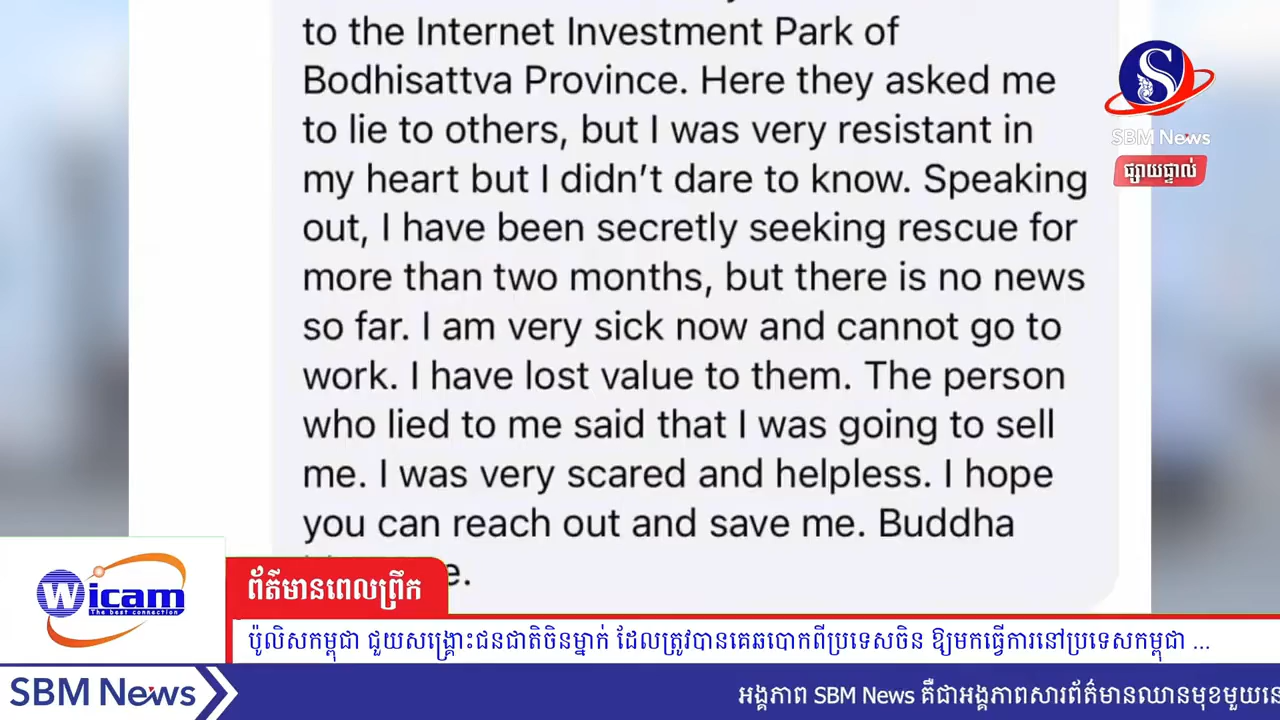 to the Internet Investment Park of
Bodhisattva Province. Here they asked me
to lie to others, but I was very resistant in
my heart but I didn't dare to know. Speaking
out, I have been secretly seeking rescue for
more than two months, but there is no news
so far. I am very sick now and cannot go to
work. I have lost value to them. The person
who lied to me said that I was going to sell
me. I was very scared and helpless. I hope
you can reach out and save me. Buddha
S
SBM News
ផ្សាយផ្ទាល់
Wicam
The best connection
ព័ត៌មានពេលព្រឹក
ប៉ូលិសកម្ពុជា ជួយសង្គ្រោះជនជាតិចិនម្នាក់ ដែលត្រូវបានគេឆបោកពីប្រទេសចិន ឱ្យមកធ្វើការនៅប្រទេសកម្ពុជា ...
SBM News
អង្គភាព SBM News គឺជាអង្គភាពសារព័ត៌មានឈានមុខមួយនៅ